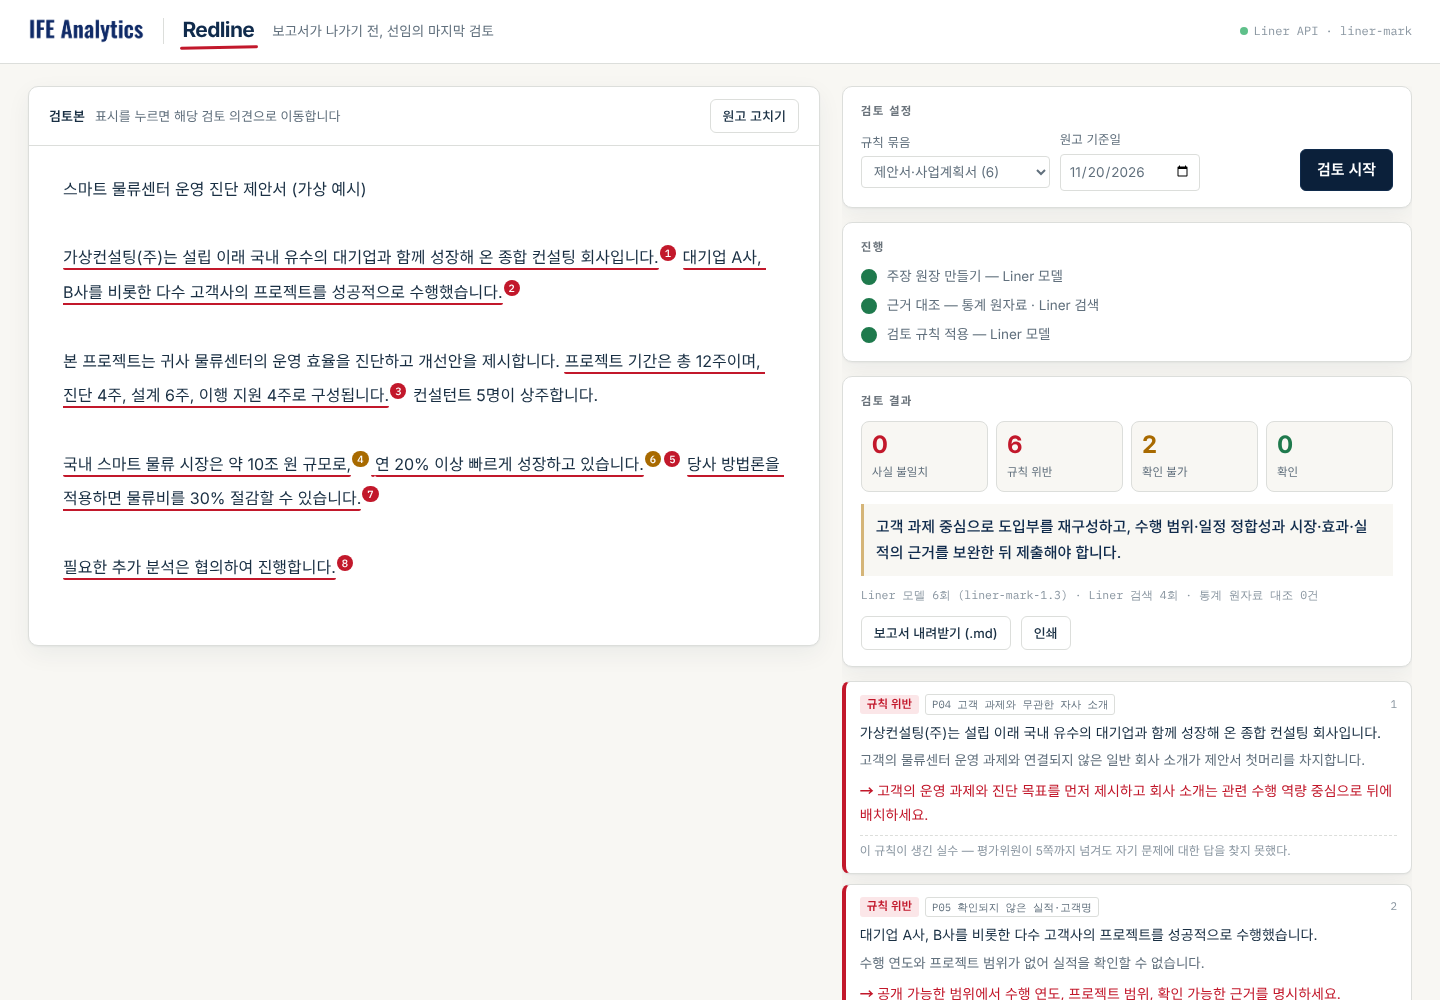 IFE Analytics
Redline
보고서가 나가기 전, 선임의 마지막 검토
Liner API · liner-mark
검토본 표시를 누르면 해당 검토 의견으로 이동합니다
원고 고치기
스마트 물류센터 운영 진단 제안서 (가상 예시)
가상컨설팅(주)는 설립 이래 국내 유수의 대기업과 함께 성장해 온 종합 컨설팅 회사입니다. 1 대기업 A사,
B사를 비롯한 다수 고객사의 프로젝트를 성공적으로 수행했습니다. 2
본 프로젝트는 귀사 물류센터의 운영 효율을 진단하고 개선안을 제시합니다. 프로젝트 기간은 총 12주이며,
진단 4주, 설계 6주, 이행 지원 4주로 구성됩니다. 3 컨설턴트 5명이 상주합니다.
국내 스마트 물류 시장은 약 10조 원 규모로, 4 연 20% 이상 빠르게 성장하고 있습니다. 6 5 당사 방법론을
적용하면 물류비를 30% 절감할 수 있습니다. 7
필요한 추가 분석은 협의하여 진행합니다. 8
검토 설정
규칙 묶음
제안서·사업계획서 (6)
원고 기준일
11/20/2026
검토 시작
진행
주장 원장 만들기 — Liner 모델
근거 대조 — 통계 원자료 · Liner 검색
검토 규칙 적용 — Liner 모델
검토 결과
0
사실 불일치
6
규칙 위반
2
확인 불가
0
확인
고객 과제 중심으로 도입부를 재구성하고, 수행 범위·일정 정합성과 시장·효과·실
적의 근거를 보완한 뒤 제출해야 합니다.
Liner 모델 6회 (liner-mark-1.3) · Liner 검색 4회 · 통계 원자료 대조 0건
보고서 내려받기 (.md)
인쇄
규칙 위반 P04 고객 과제와 무관한 자사 소개 1
가상컨설팅(주)는 설립 이래 국내 유수의 대기업과 함께 성장해 온 종합 컨설팅 회사입니다.
고객의 물류센터 운영 과제와 연결되지 않은 일반 회사 소개가 제안서 첫머리를 차지합니다.
→ 고객의 운영 과제와 진단 목표를 먼저 제시하고 회사 소개는 관련 수행 역량 중심으로 뒤에
배치하세요.
이 규칙이 생긴 실수 — 평가위원이 5쪽까지 넘겨도 자기 문제에 대한 답을 찾지 못했다.
규칙 위반 P05 확인되지 않은 실적·고객명 2
대기업 A사, B사를 비롯한 다수 고객사의 프로젝트를 성공적으로 수행했습니다.
수행 연도와 프로젝트 범위가 없어 실적을 확인할 수 없습니다.
→ 공개 가능한 범위에서 수행 연도, 프로젝트 범위, 확인 가능한 근거를 명시하세요.